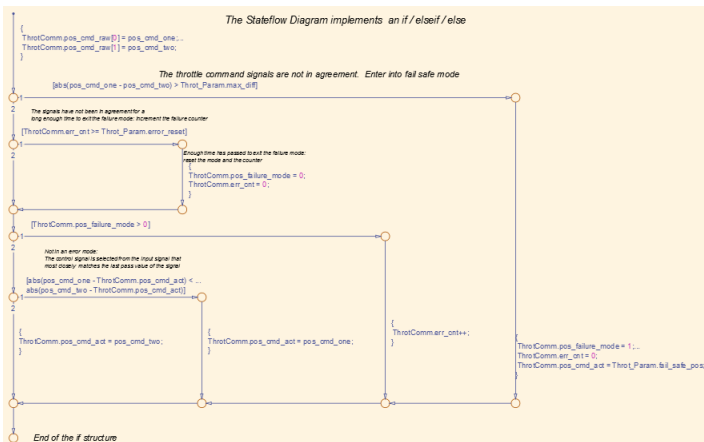 The Stateflow Diagram implements an if / elseif / else
{
ThrotComm.pos_cmd_raw[0] = pos_cmd_one;...
ThrotComm.pos_cmd_raw[1] = pos_cmd_two;
}
The throttle command signals are not in agreement. Enter into fail safe mode
[abs(pos_cmd_one - pos_cmd_two) > Throt_Param.max_diff]
1
2
The signals have not been in agreement for a
long enough time to exit the failure mode: increment the failure counter
[ThrotComm.err_cnt >= Throt_Param.error_reset]
1
2
Enough time has passed to exit the failure mode:
reset the mode and the counter
{
ThrotComm.pos_failure_mode = 0;
ThrotComm.err_cnt = 0;
}
[ThrotComm.pos_failure_mode > 0]
1
2
Not in an error mode:
The control signal is selected from the input signal that
most closely matches the last pass value of the signal
[abs(pos_cmd_one - ThrotComm.pos_cmd_act) < ...
abs(pos_cmd_two - ThrotComm.pos_cmd_act)]
1
2
{
ThrotComm.pos_cmd_act = pos_cmd_two;
}
{
ThrotComm.pos_cmd_act = pos_cmd_one;
}
{
ThrotComm.err_cnt++;
}
{
ThrotComm.pos_failure_mode = 1;...
ThrotComm.err_cnt = 0;
ThrotComm.pos_cmd_act = Throt_Param.fail_safe_pos;
}
End of the if structure